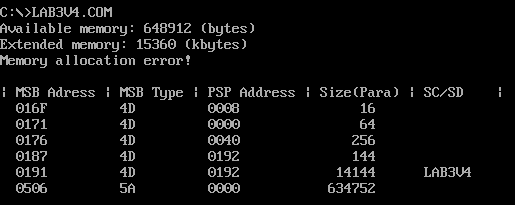 C:\>LAB3V4.COM
Available memory: 648912 (bytes)
Extended memory: 15360 (kbytes)
Memory allocation error!
| MSB Adress | MSB Type | PSP Address | Size(Para) | SC/SD |
016F 4D 0008 16
0171 4D 0000 64
0176 4D 0040 256
0187 4D 0192 144
0191 4D 0192 14144 LAB3V4
0506 5A 0000 634752